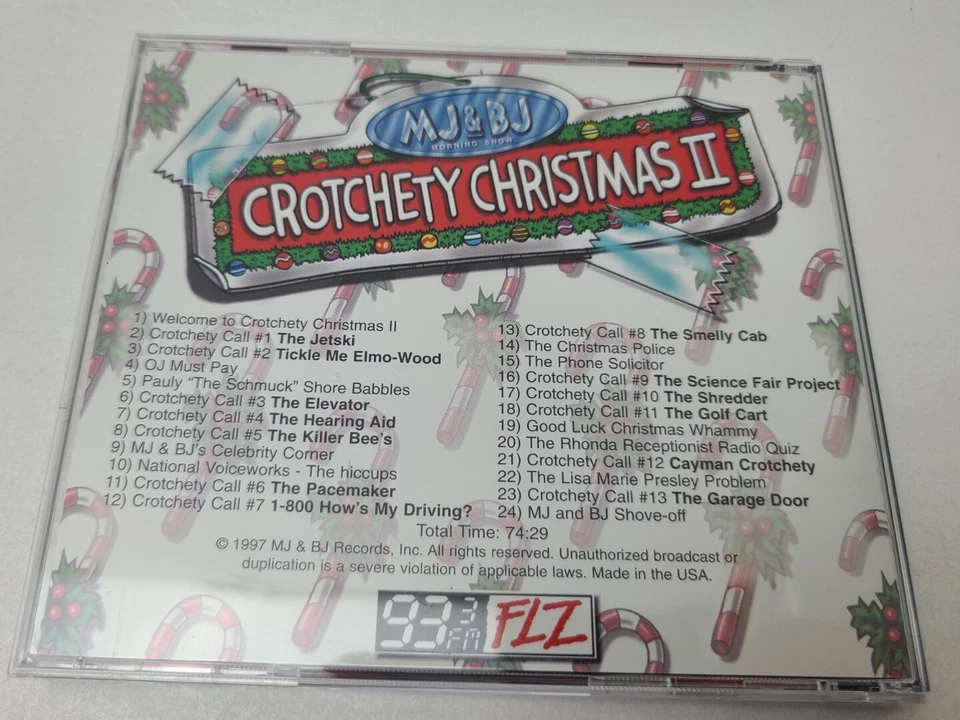 MJ & BJ
MORNING SHOW
CROTCHETY CHRISTMAS II
1) Welcome to Crotchety Christmas II
2) Crotchety Call #1 The Jetski
3) Crotchety Call #2 Tickle Me Elmo-Wood
4) OJ Must Pay
5) Pauly "The Schmuck" Shore Babbles
6) Crotchety Call #3 The Elevator
7) Crotchety Call #4 The Hearing Aid
8) Crotchety Call #5 The Killer Bee's
9) MJ & BJ's Celebrity Corner
10) National Voiceworks - The hiccups
11) Crotchety Call #6 The Pacemaker
12) Crotchety Call #7 1-800 How's My Driving?
13) Crotchety Call #8 The Smelly Cab
14) The Christmas Police
15) The Phone Solicitor
16) Crotchety Call #9 The Science Fair Project
17) Crotchety Call #10 The Shredder
18) Crotchety Call #11 The Golf Cart
19) Good Luck Christmas Whammy
20) The Rhonda Receptionist Radio Quiz
21) Crotchety Call #12 Cayman Crotchety
22) The Lisa Marie Presley Problem
23) Crotchety Call #13 The Garage Door
24) MJ and BJ Shove-off
Total Time: 74:29
© 1997 MJ & BJ Records, Inc. All rights reserved. Unauthorized broadcast or
duplication is a severe violation of applicable laws. Made in the USA.
93 3 FM FLZ